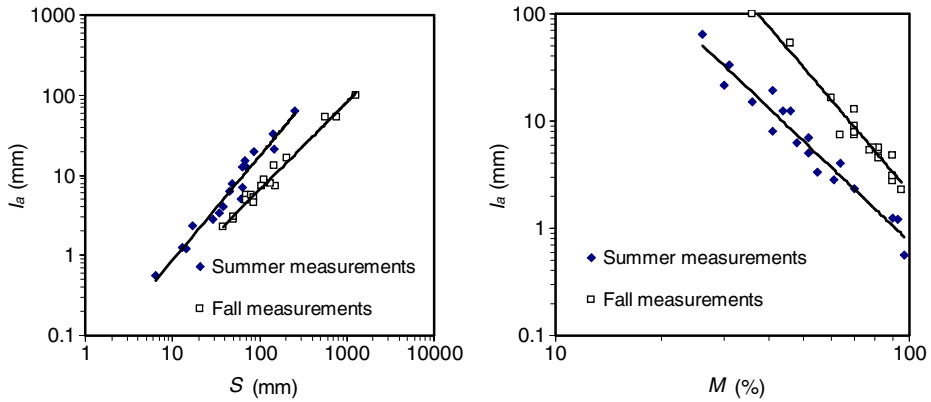 1000
100
10
1
0.1
Ia (mm)
Summer measurements
Fall measurements
1 10 100 1000 10000
S (mm)
100
10
1
0.1
Ia (mm)
Summer measurements
Fall measurements
10 100
M (%)